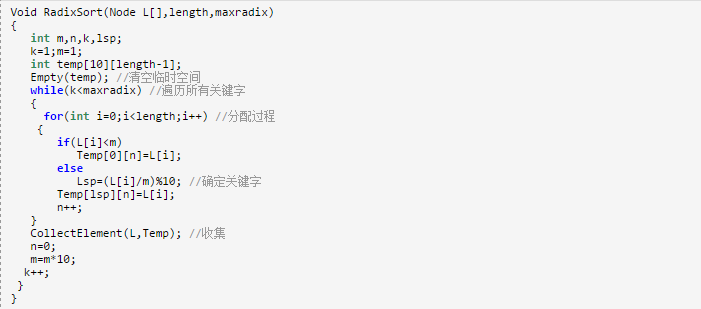 Void RadixSort(Node L[],length,maxradix)
{
int m,n,k,lsp;
k=1;m=1;
int temp[10][length-1];
Empty(temp); //清空临时空间
while(k<maxradix) //遍历所有关键字
{
for(int i=0;i<length;i++) //分配过程
{
if(L[i]<m)
Temp[0][n]=L[i];
else
Lsp=(L[i]/m)%10; //确定关键字
Temp[lsp][n]=L[i];
n++;
}
CollectElement(L,Temp); //收集
n=0;
m=m*10;
k++;
}
}